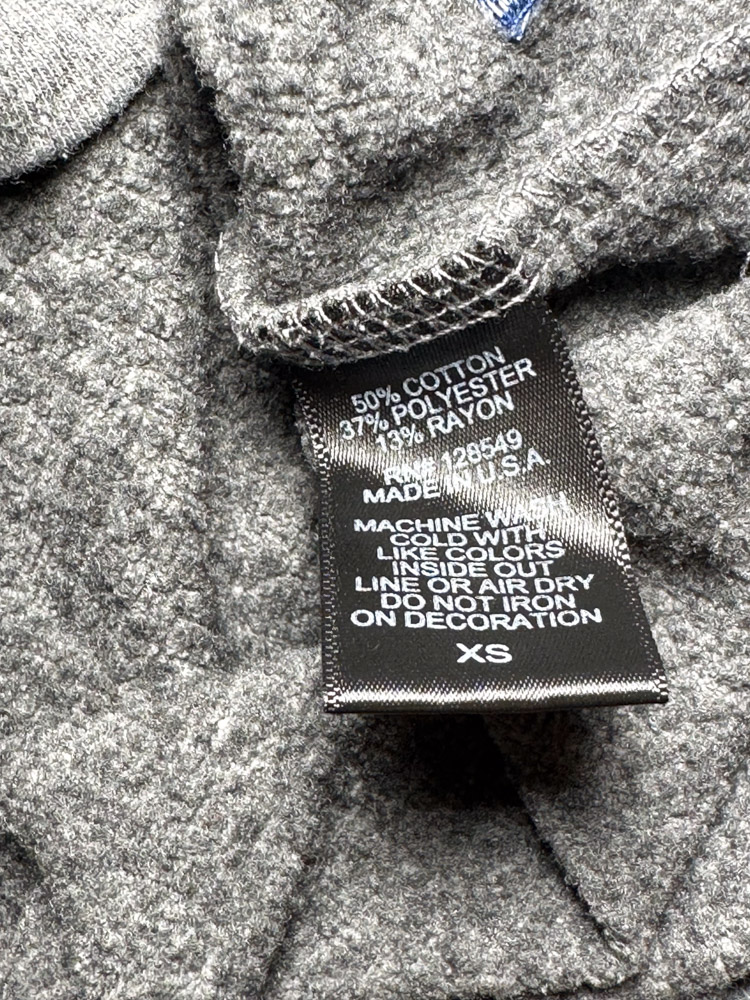 50% COTTON
37% POLYESTER
13% RAYON
RN# 128549
MADE IN U.S.A.
MACHINE WASH
COLD WITH
LIKE COLORS
INSIDE OUT
LINE OR AIR DRY
DO NOT IRON
ON DECORATION
XS